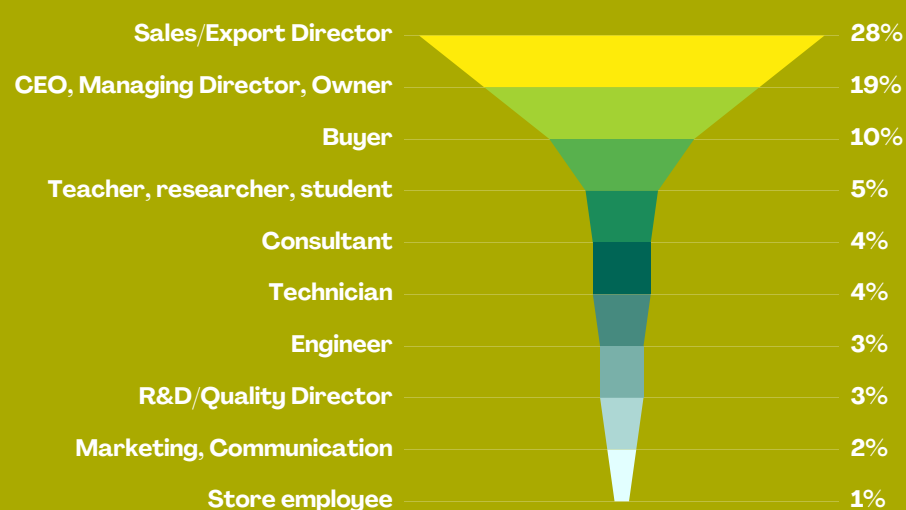 Sales/Export Director 28%
CEO, Managing Director, Owner 19%
Buyer 10%
Teacher, researcher, student 5%
Consultant 4%
Technician 4%
Engineer 3%
R&D/Quality Director 3%
Marketing, Communication 2%
Store employee 1%